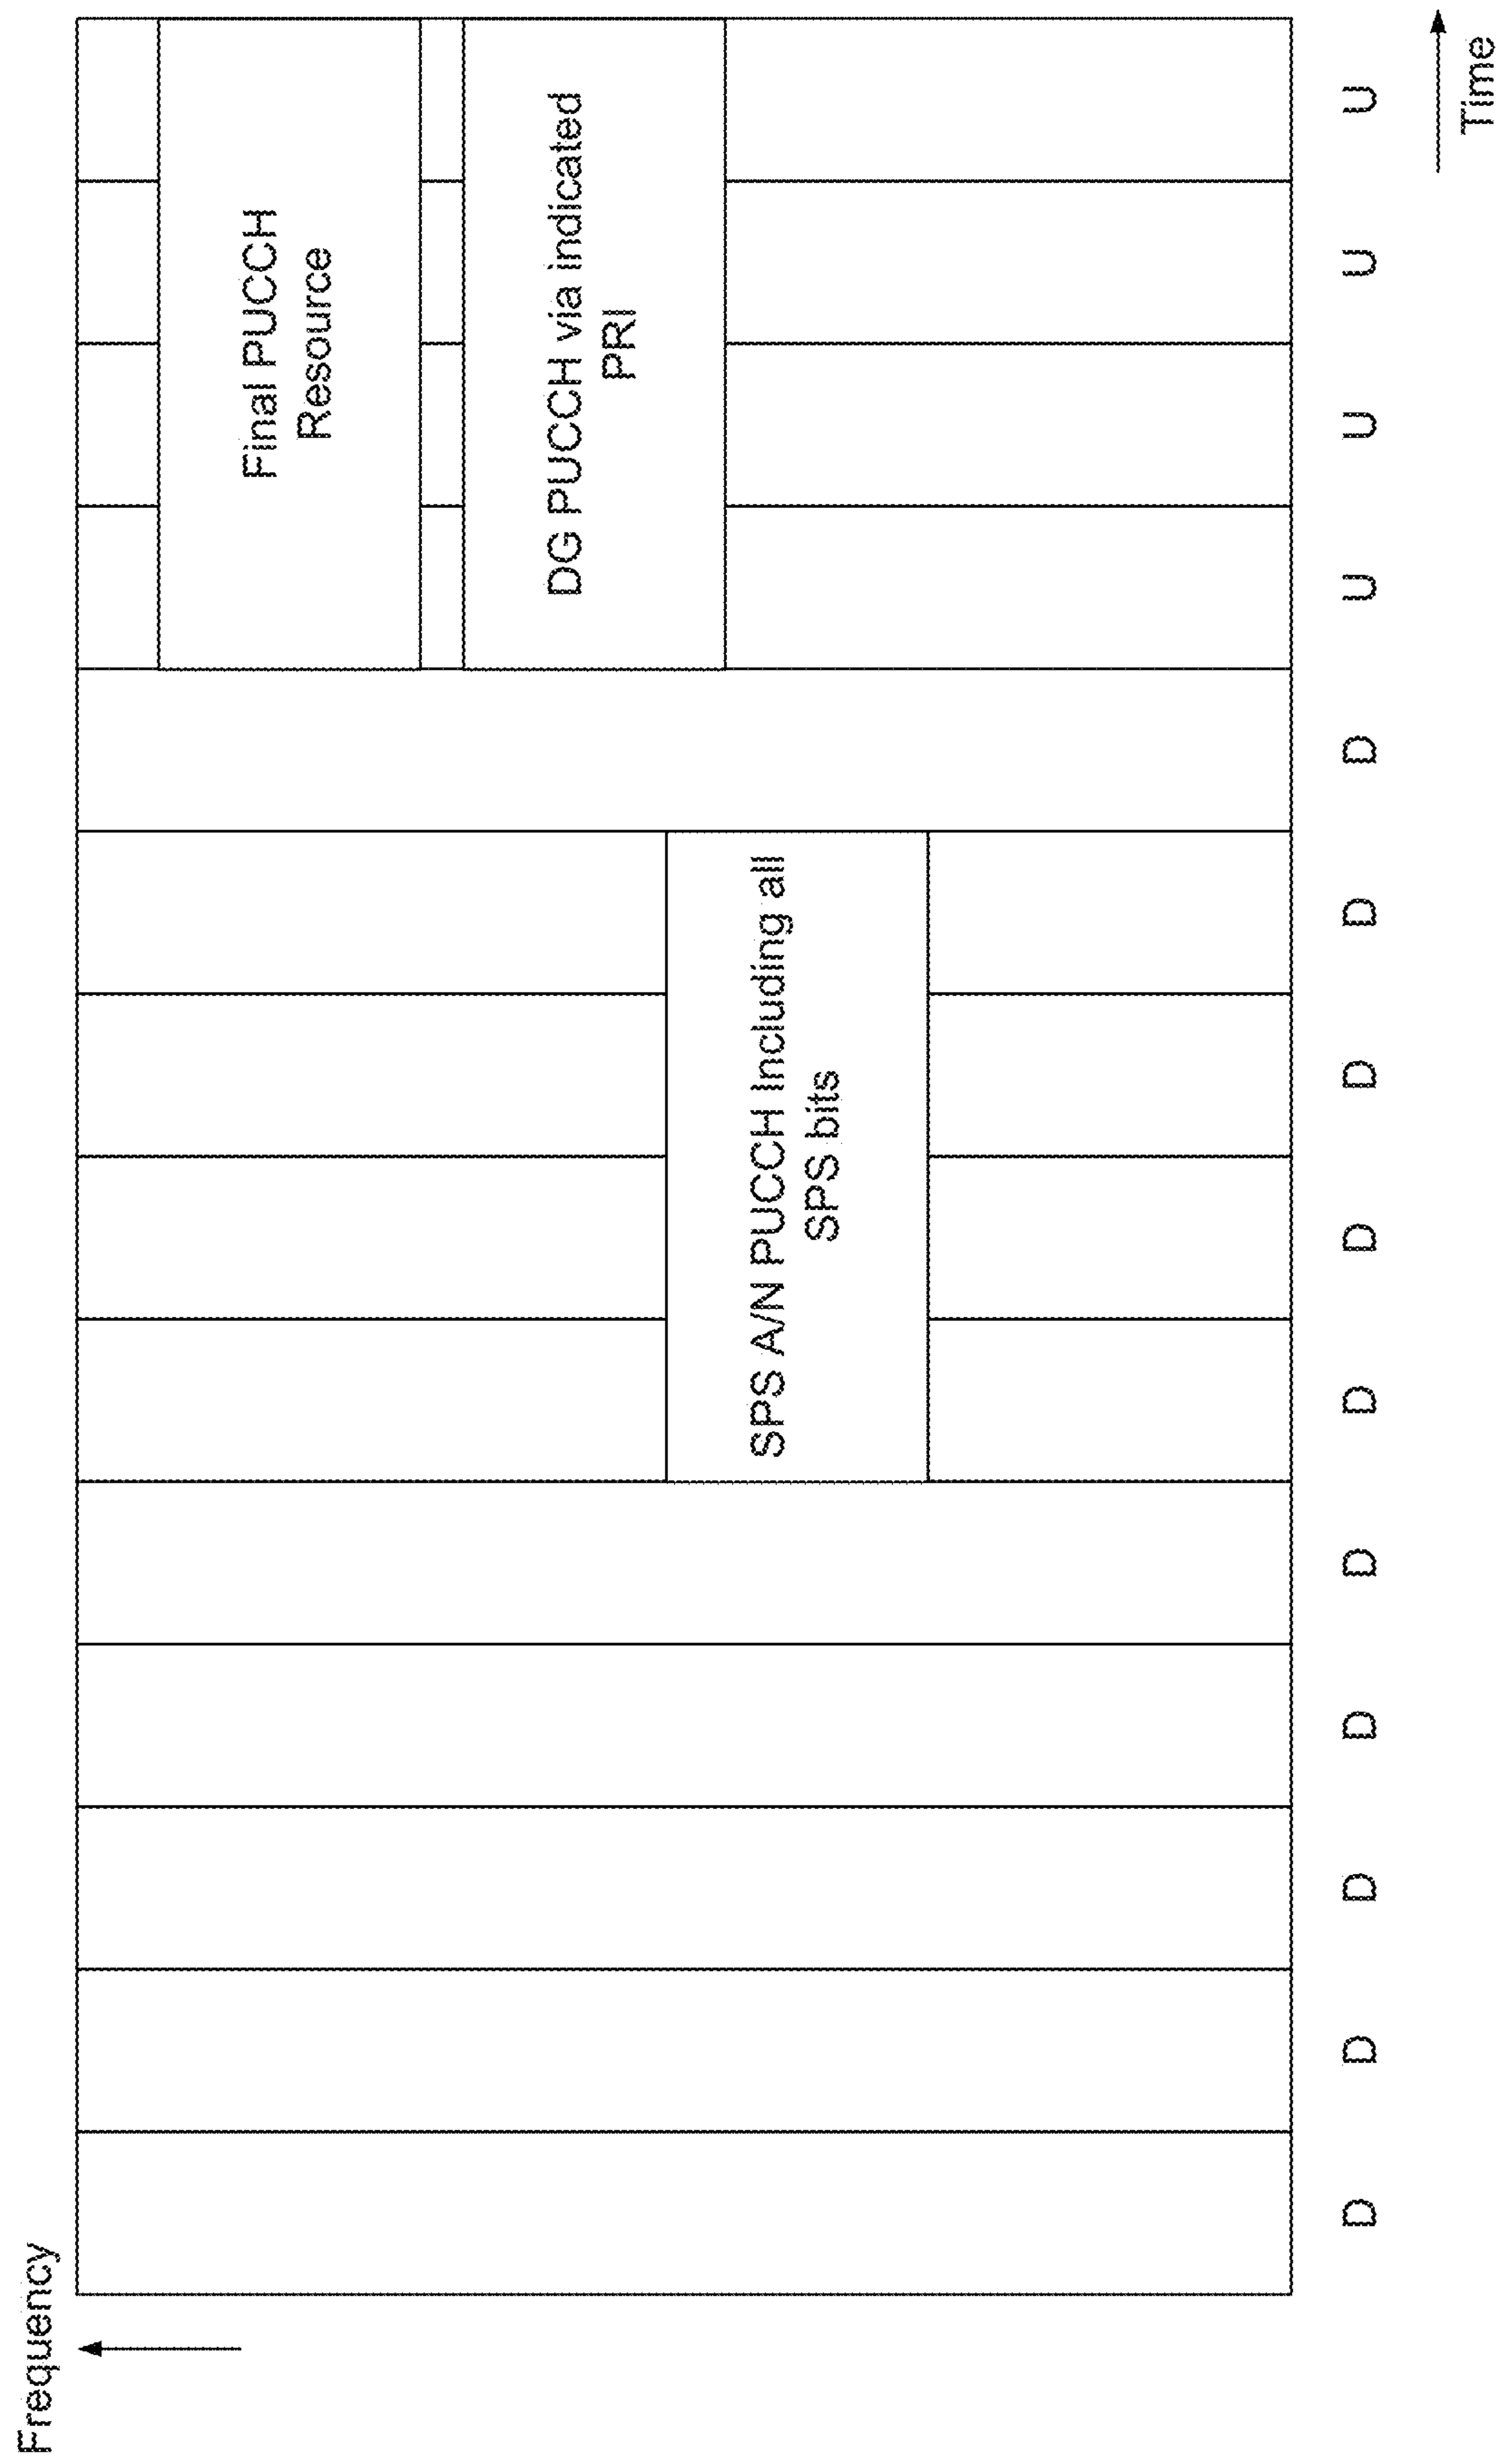 Frequency
Final PUCCH
Resource
DG PUCCH via indicated
PRI
SPS A/N PUCCH Including all
SPS bits
D D D D D D D D D D U U U U
Time